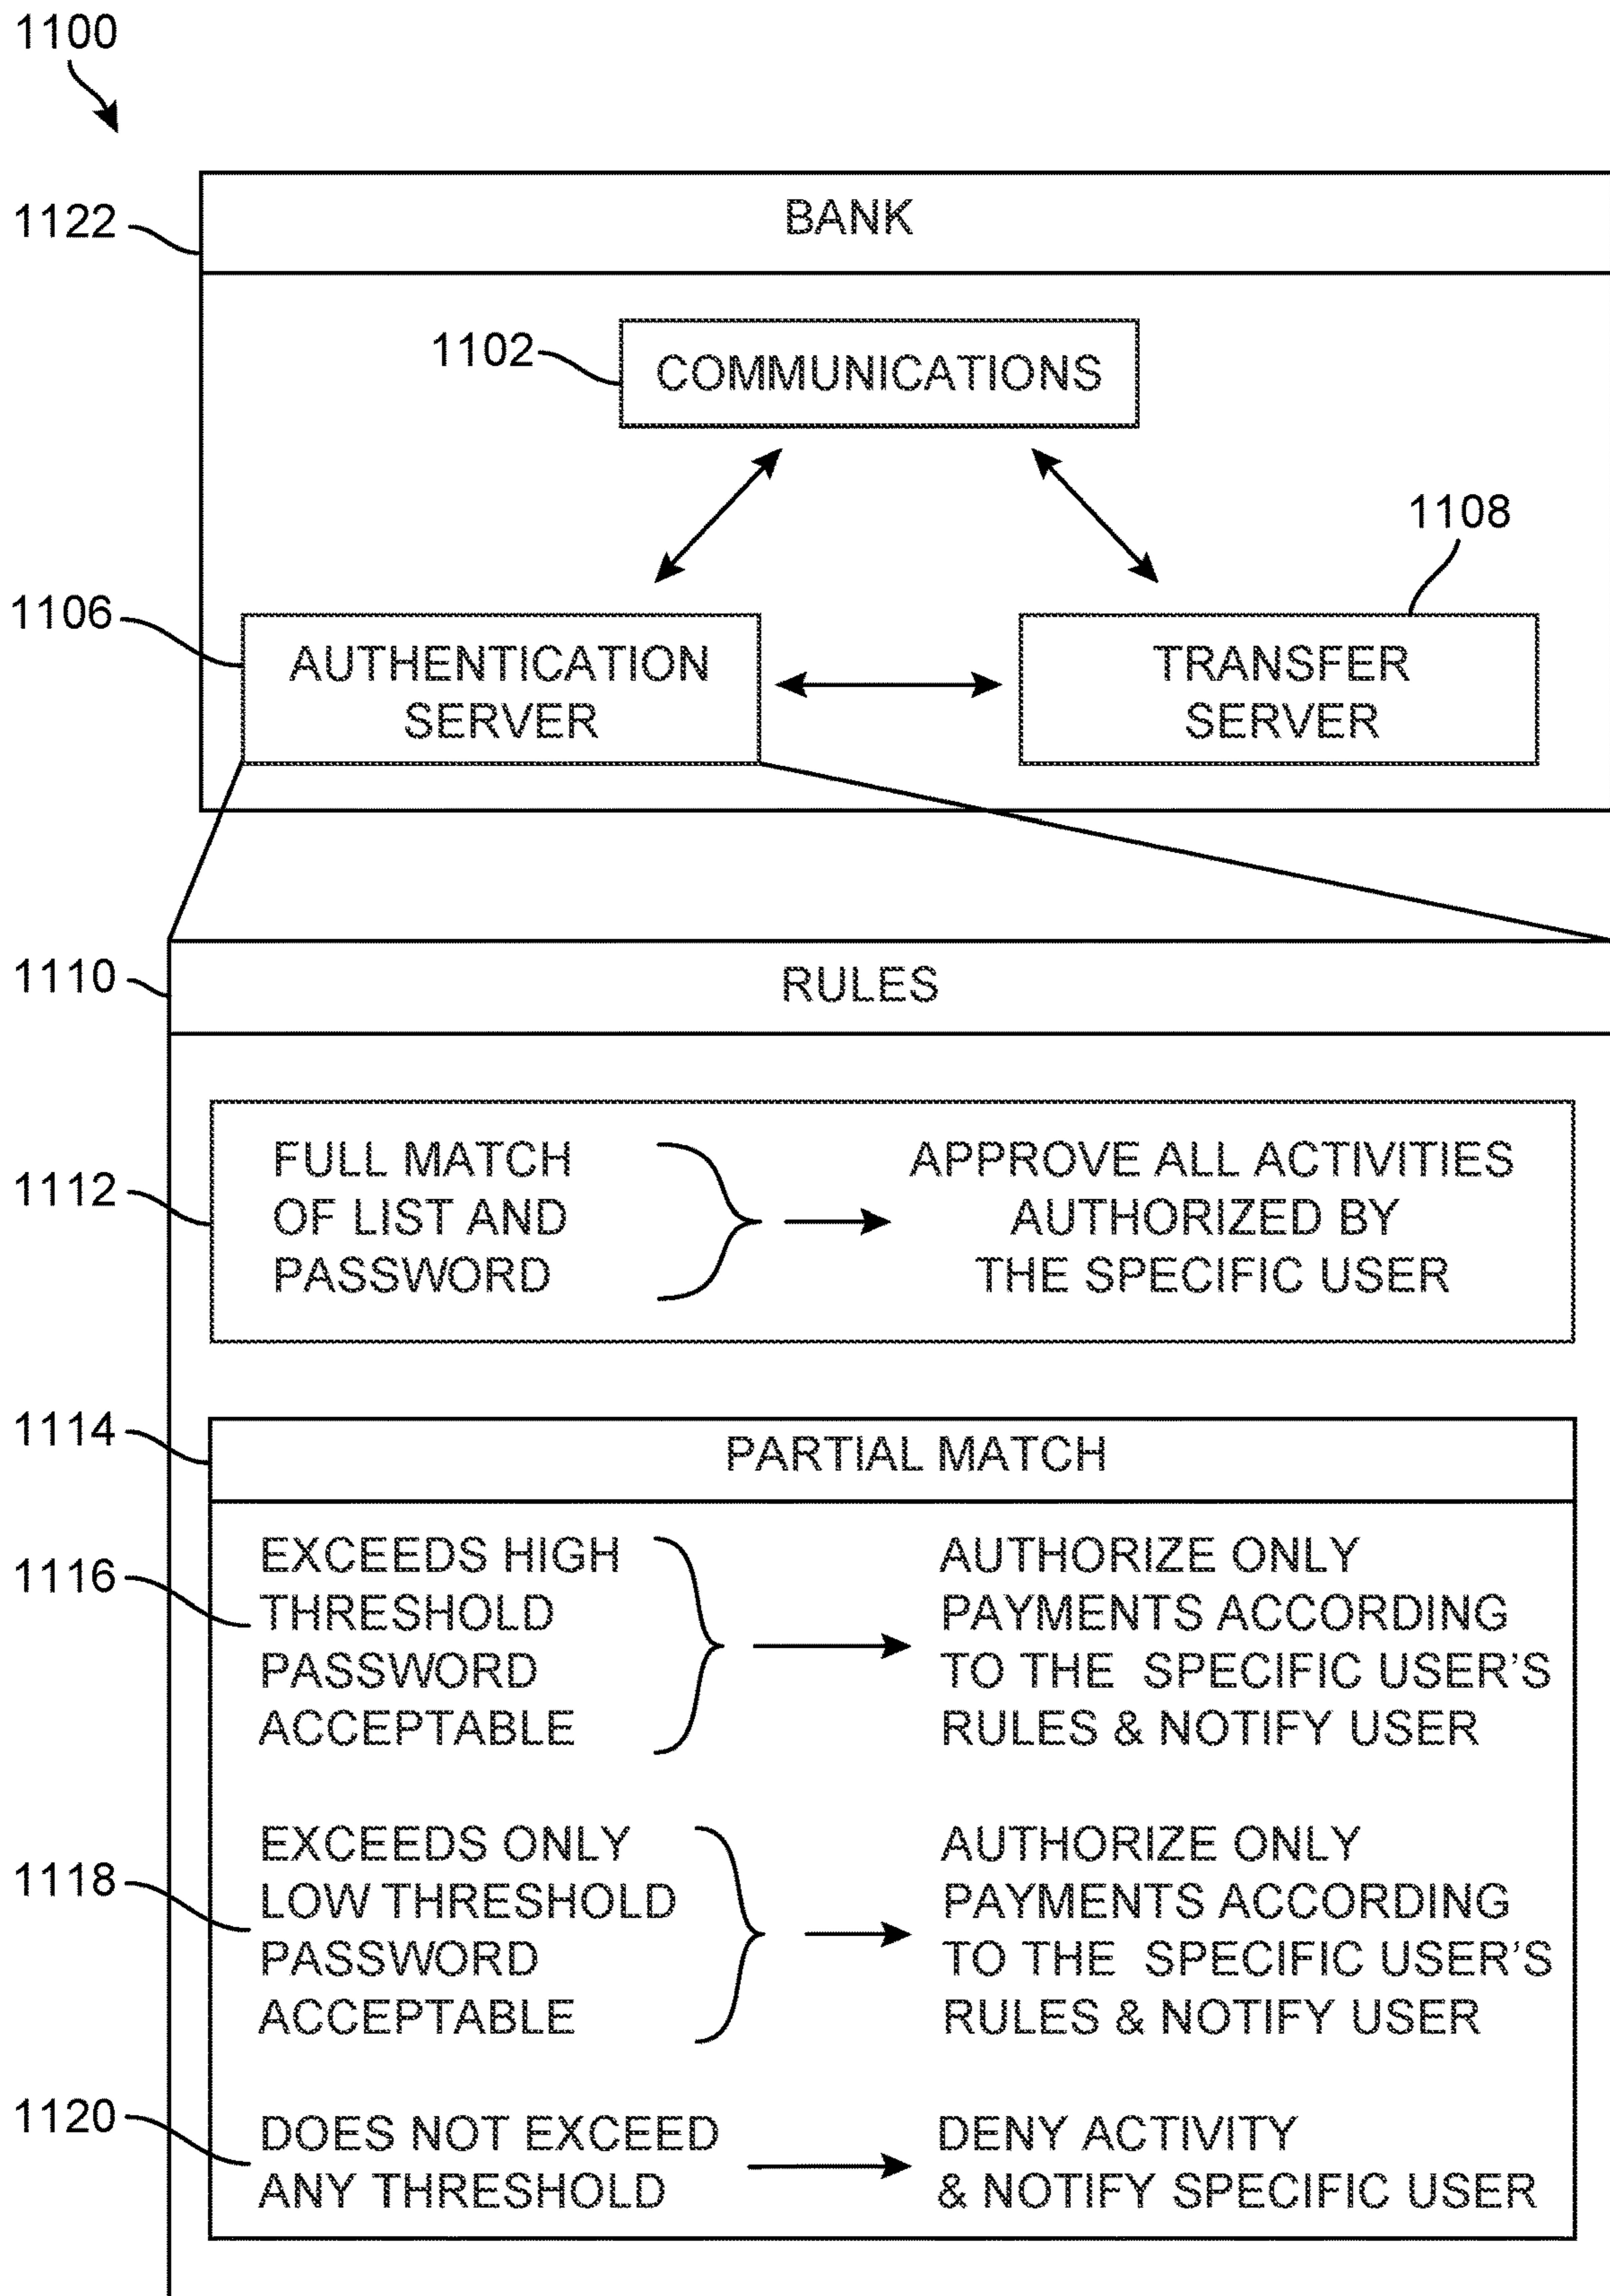 1100
1122
BANK
1102
COMMUNICATIONS
1108
1106
AUTHENTICATION
SERVER
TRANSFER
SERVER
1110
RULES
1112
FULL MATCH
OF LIST AND
PASSWORD
APPROVE ALL ACTIVITIES
AUTHORIZED BY
THE SPECIFIC USER
1114
PARTIAL MATCH
1116
EXCEEDS HIGH
THRESHOLD
PASSWORD
ACCEPTABLE
AUTHORIZE ONLY
PAYMENTS ACCORDING
TO THE SPECIFIC USER'S
RULES & NOTIFY USER
1118
EXCEEDS ONLY
LOW THRESHOLD
PASSWORD
ACCEPTABLE
AUTHORIZE ONLY
PAYMENTS ACCORDING
TO THE SPECIFIC USER'S
RULES & NOTIFY USER
1120
DOES NOT EXCEED
ANY THRESHOLD
DENY ACTIVITY
& NOTIFY SPECIFIC USER